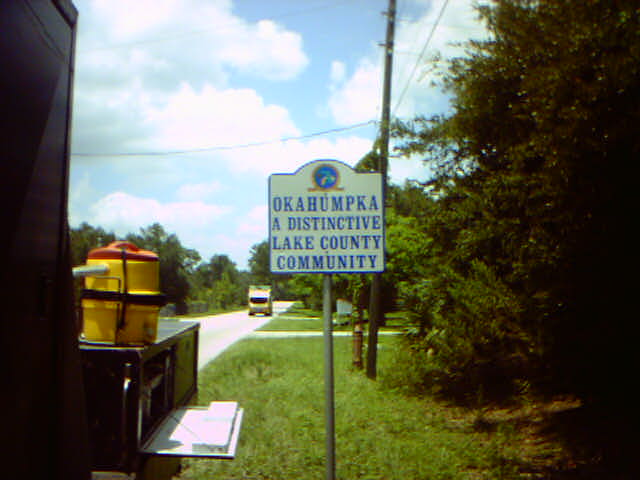 OKAHUMPKA
A DISTINCTIVE
LAKE COUNTY
COMMUNITY